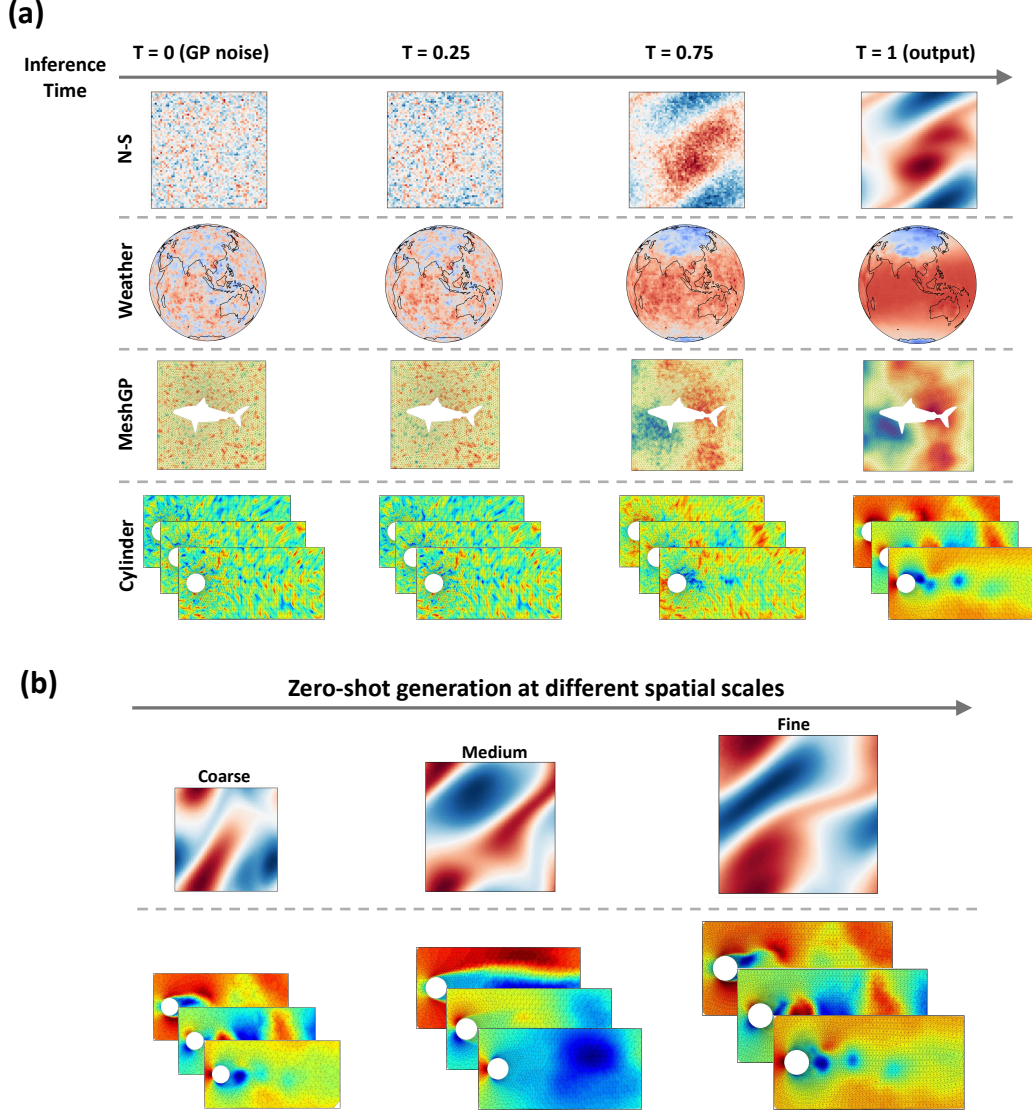 (a)
T = 0 (GP noise)
T = 0.25
T = 0.75
T = 1 (output)
Inference
Time
N-S
Weather
MeshGP
Cylinder
(b)
Zero-shot generation at different spatial scales
Coarse
Medium
Fine